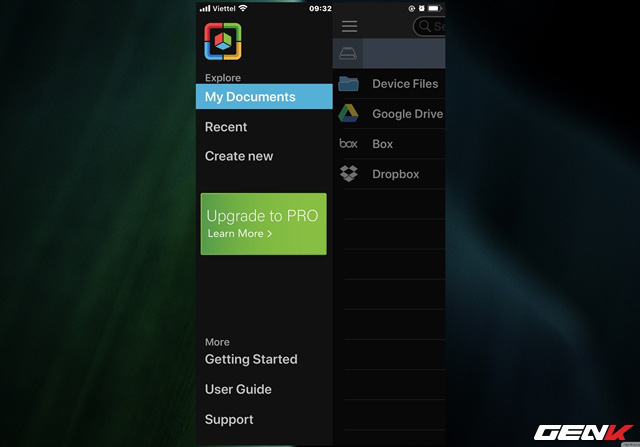 Viettel
09:32
Explore
My Documents
Recent
Create new
Upgrade to PRO
Learn More >
More
Getting Started
User Guide
Support
Se
Device Files
Google Drive
box
Box
Dropbox
GENK